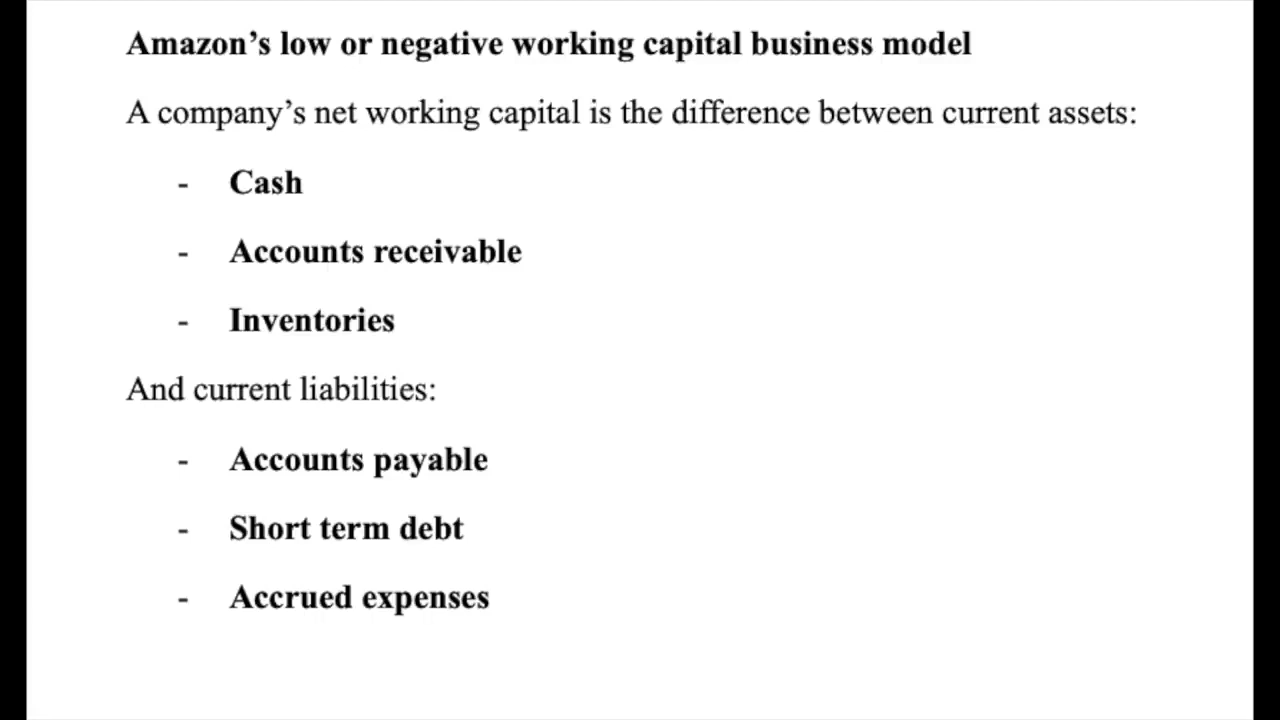 Amazon’s low or negative working capital business model
A company’s net working capital is the difference between current assets:
- Cash
- Accounts receivable
- Inventories
And current liabilities:
- Accounts payable
- Short term debt
- Accrued expenses